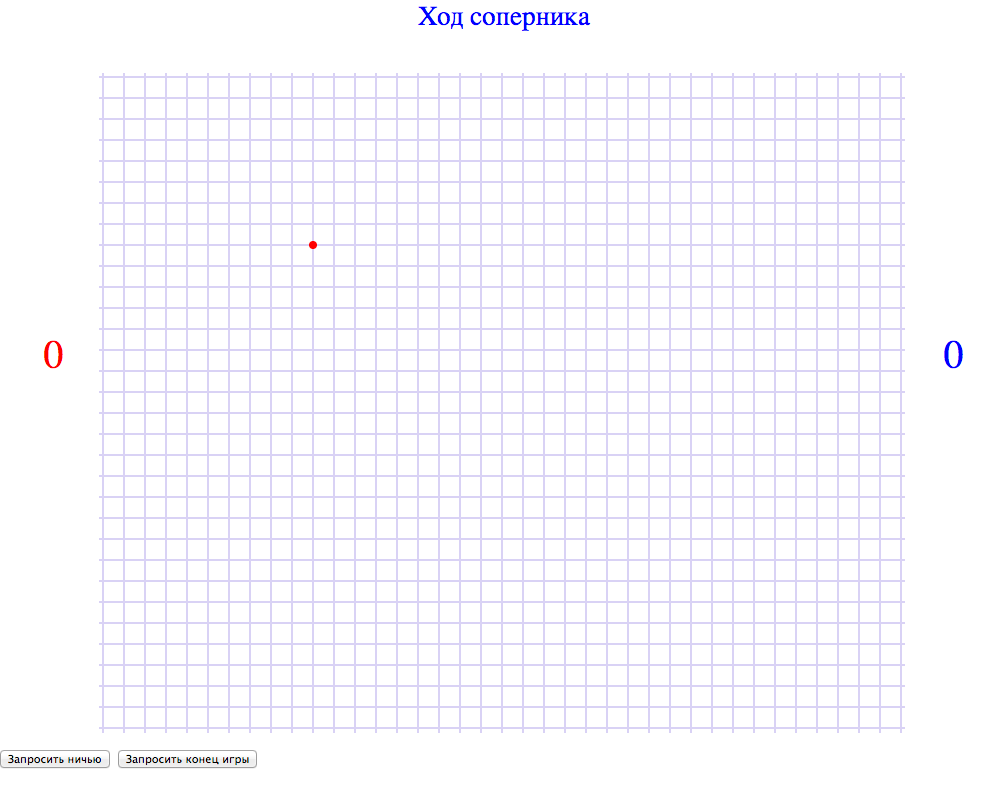 Ход соперника
0
0
Запросить ничью
Запросить конец игры